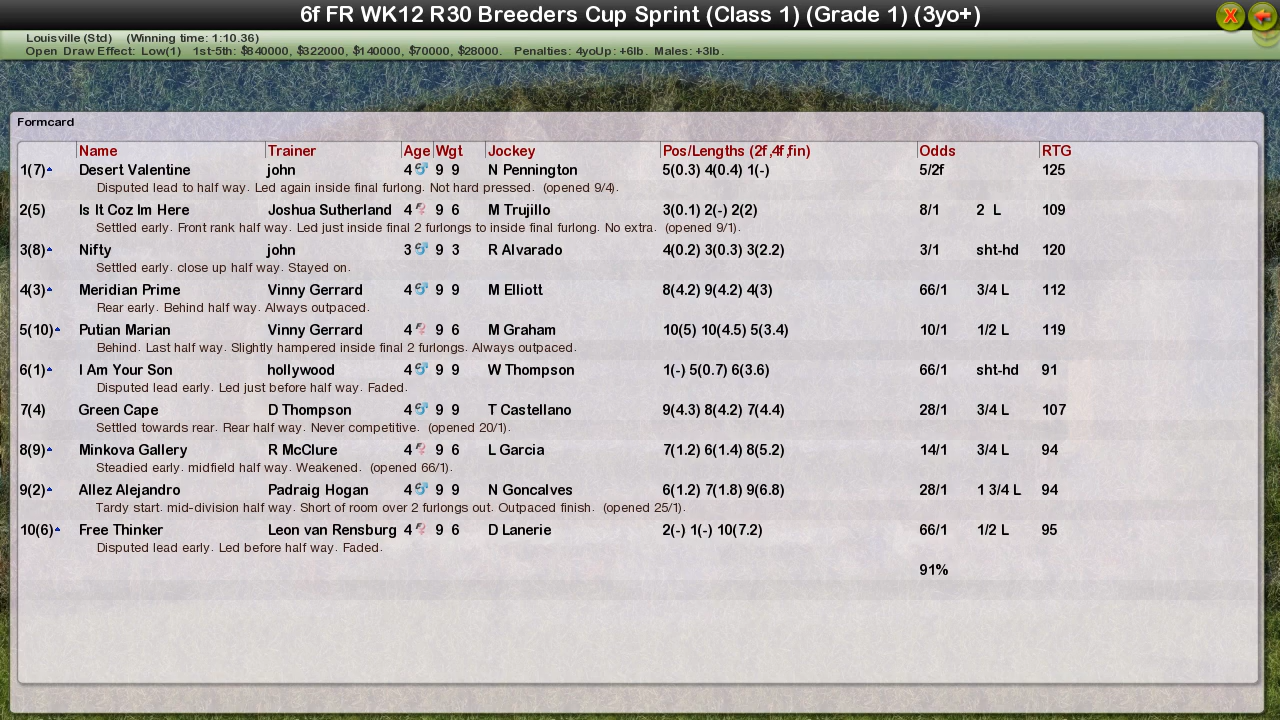 6f FR WK12 R30 Breeders Cup Sprint (Class 1) (Grade 1) (3yo+)
Louisville (Std) (Winning time: 1:10.36)
Open Draw Effect: Low(1) 1st-5th: $840000, $322000, $140000, $70000, $28000. Penalties: 4yoUp: +6lb. Males: +3lb.
Formcard
Name Trainer Age Wgt Jockey Pos/Lengths (2f,4f,fin) Odds RTG
1(7) Desert Valentine john 4 9 9 N Pennington 5(0.3) 4(0.4) 1(-) 5/2f 125
Disputed lead to half way. Led again inside final furlong. Not hard pressed. (opened 9/4).
2(5) Is It Coz Im Here Joshua Sutherland 4 9 6 M Trujillo 3(0.1) 2(-) 2(2) 8/1 2 L 109
Settled early. Front rank half way. Led just inside final 2 furlongs to inside final furlong. No extra. (opened 9/1).
3(8) Nifty john 3 9 3 R Alvarado 4(0.2) 3(0.3) 3(2.2) 3/1 sht-hd 120
Settled early. close up half way. Stayed on.
4(3) Meridian Prime Vinny Gerrard 4 9 9 M Elliott 8(4.2) 9(4.2) 4(3) 66/1 3/4 L 112
Rear early. Behind half way. Always outpaced.
5(10) Putian Marian Vinny Gerrard 4 9 6 M Graham 10(5) 10(4.5) 5(3.4) 10/1 1/2 L 119
Behind. Last half way. Slightly hampered inside final 2 furlongs. Always outpaced.
6(1) I Am Your Son hollywood 4 9 9 W Thompson 1(-) 5(0.7) 6(3.6) 66/1 sht-hd 91
Disputed lead early. Led just before half way. Faded.
7(4) Green Cape D Thompson 4 9 9 T Castellano 9(4.3) 8(4.2) 7(4.4) 28/1 3/4 L 107
Settled towards rear. Rear half way. Never competitive. (opened 20/1).
8(9) Minkova Gallery R McClure 4 9 6 L Garcia 7(1.2) 6(1.4) 8(5.2) 14/1 3/4 L 94
Steadied early. midfield half way. Weakened. (opened 66/1).
9(2) Allez Alejandro Padraig Hogan 4 9 9 N Goncalves 6(1.2) 7(1.8) 9(6.8) 28/1 1 3/4 L 94
Tardy start. mid-division half way. Short of room over 2 furlongs out. Outpaced finish. (opened 25/1).
10(6) Free Thinker Leon van Rensburg 4 9 6 D Lanerie 2(-) 1(-) 10(7.2) 66/1 1/2 L 95
Disputed lead early. Led before half way. Faded.
91%